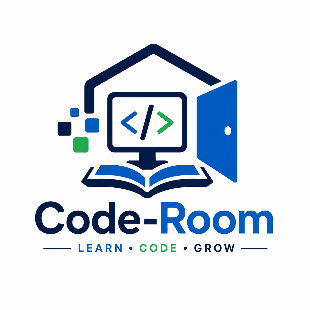 </>
Code-Room
LEARN • CODE • GROW